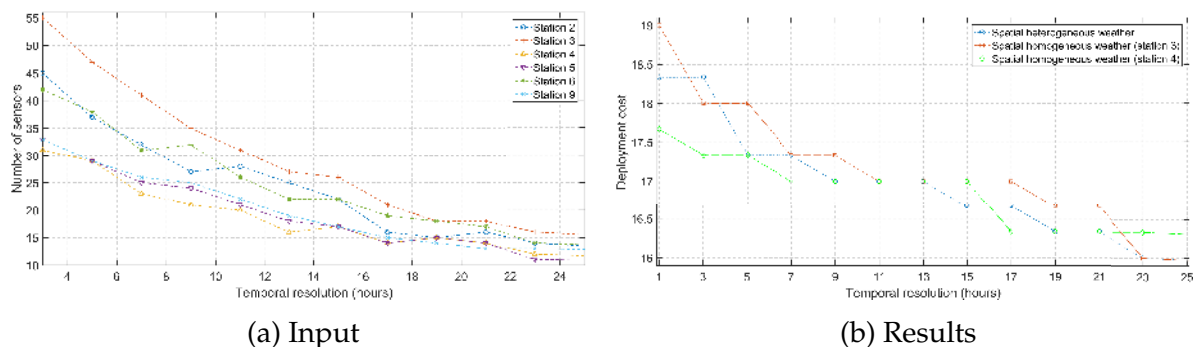 55
50
45
40
35
30
25
20
15
10
Number of sensors
4 6 8 10 12 14 16 18 20 22 24
Temporal resolution (hours)
Station 2
Station 3
Station 4
Station 5
Station 6
Station 9
(a) Input
19
18.5
18
17.5
17
16.5
16
Deployment cost
1 3 5 7 9 11 13 15 17 19 21 23 25
Temporal resolution (hours)
Spatial heterogeneous weather
Spatial homogeneous weather (station 3)
Spatial homogeneous weather (station 4)
(b) Results